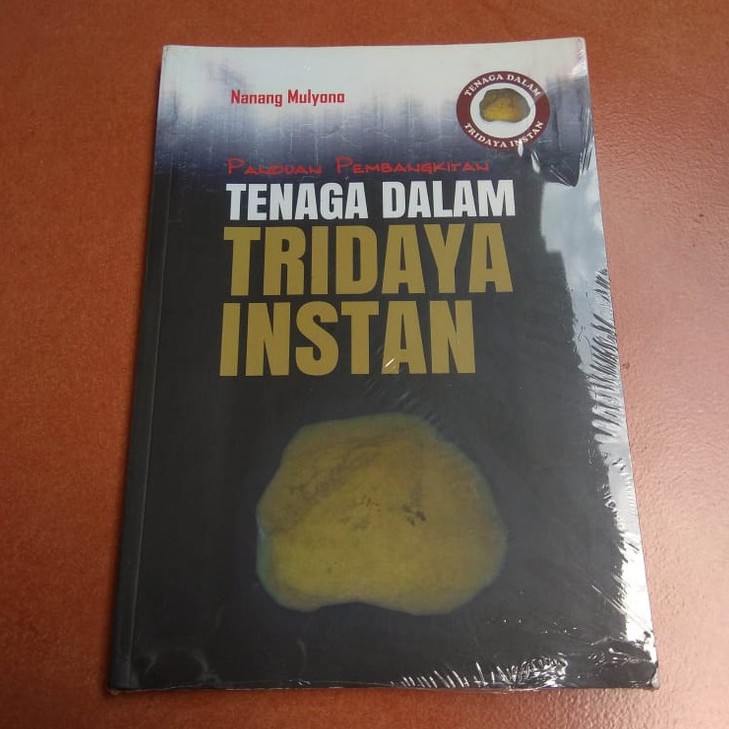 Nanang Mulyono
TENAGA DALAM
TRIDAYA INSTAN
Panduan Pembangkitan
TENAGA DALAM
TRIDAYA
INSTAN